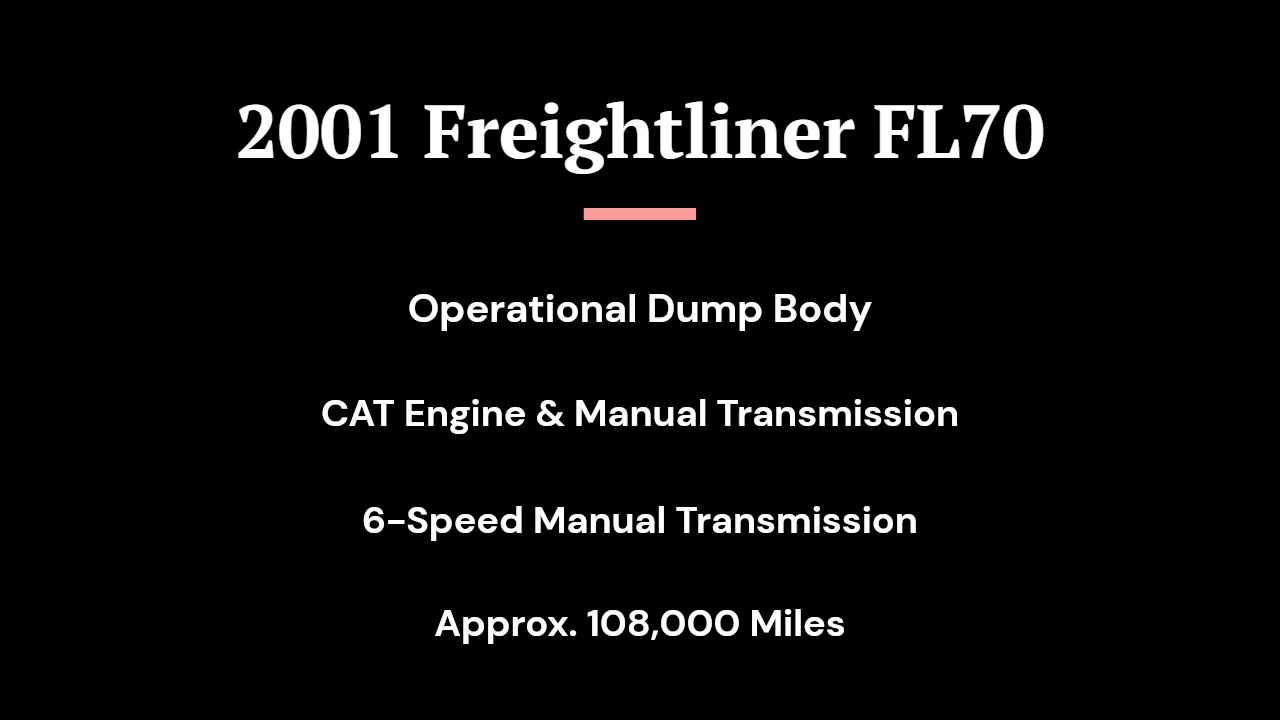 2001 Freightliner FL70
Operational Dump Body
CAT Engine & Manual Transmission
6-Speed Manual Transmission
Approx. 108,000 Miles